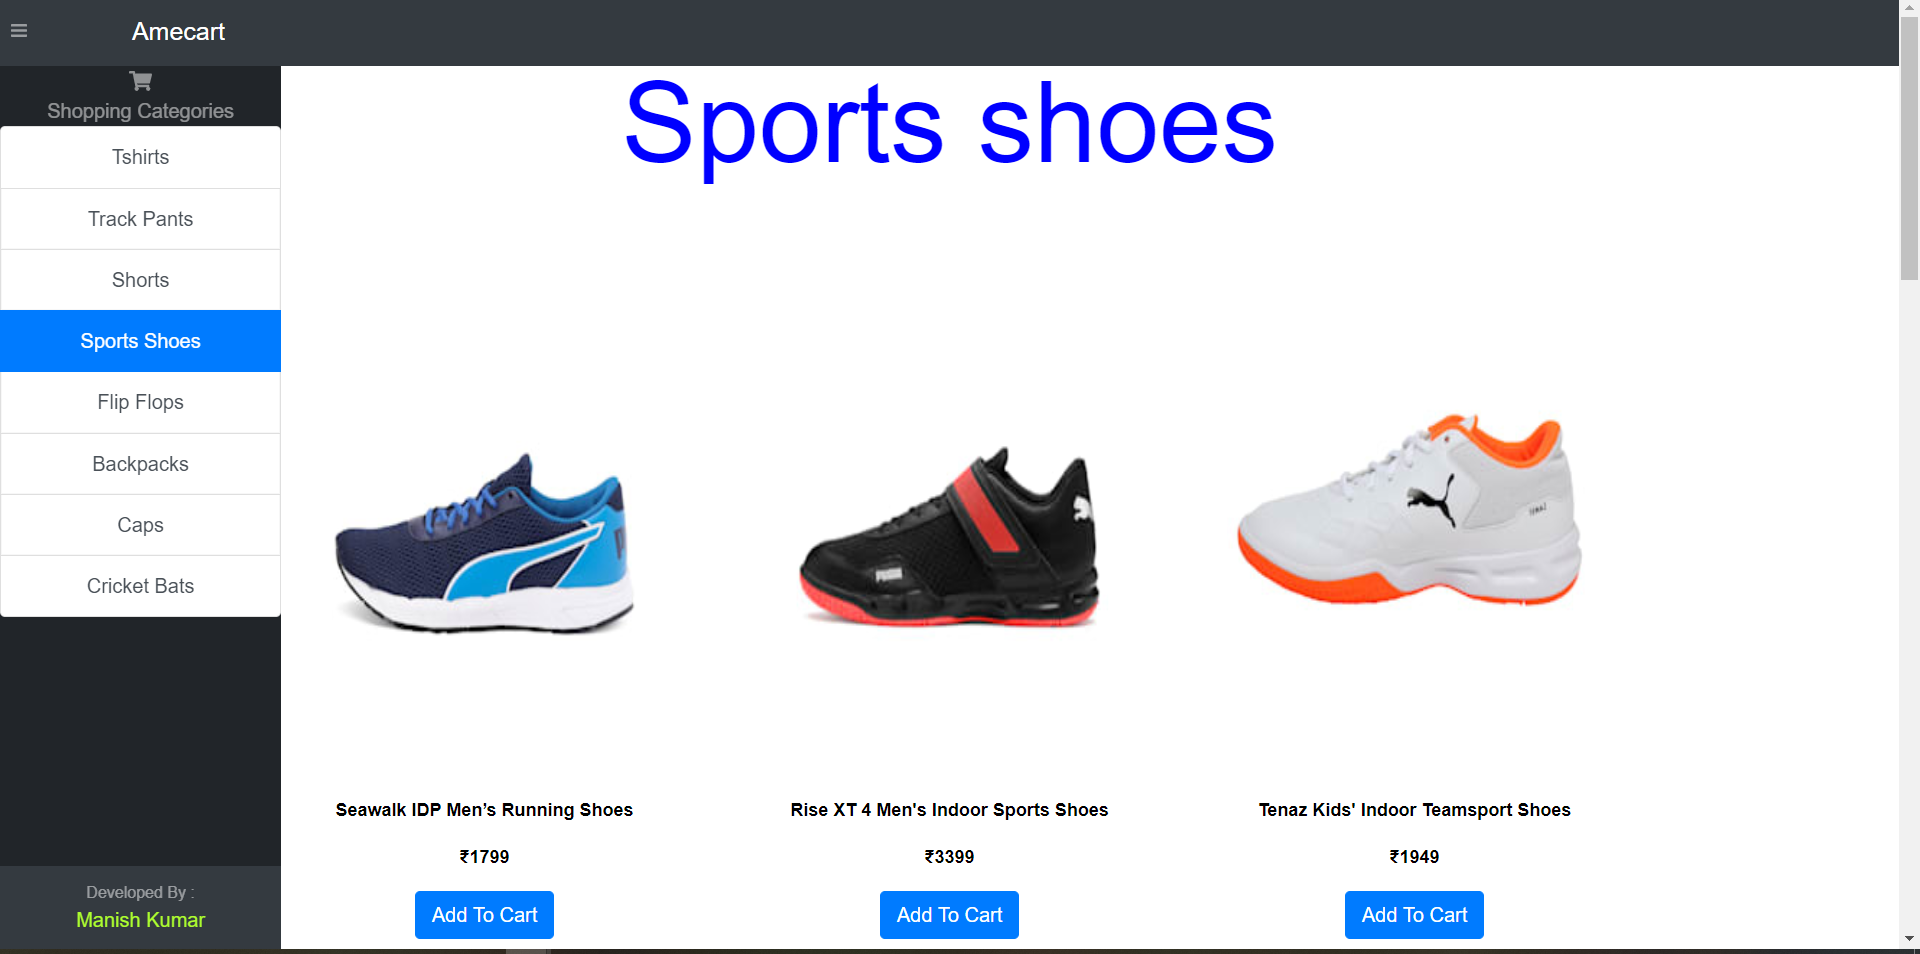 Amecart
Shopping Categories
Tshirts
Track Pants
Shorts
Sports Shoes
Flip Flops
Backpacks
Caps
Cricket Bats
Developed By :
Manish Kumar
Sports shoes
Seawalk IDP Men’s Running Shoes
₹1799
Add To Cart
Rise XT 4 Men's Indoor Sports Shoes
₹3399
Add To Cart
Tenaz Kids' Indoor Teamsport Shoes
₹1949
Add To Cart